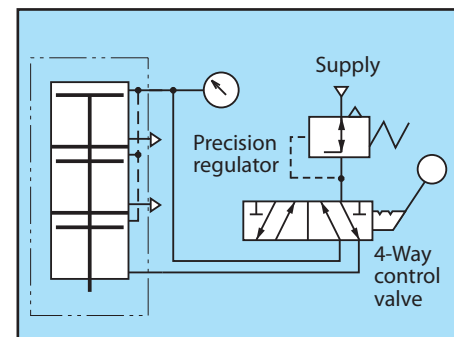 Supply
Precision
regulator
4-Way
control
valve